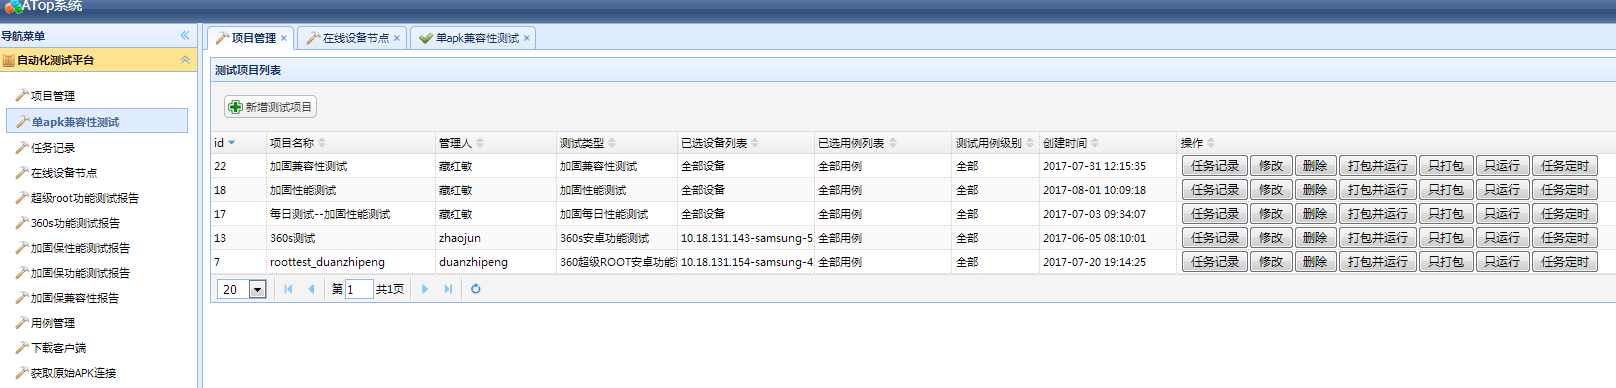 ATop系统
导航菜单
自动化测试平台
项目管理
单apk兼容性测试
任务记录
在线设备节点
超级root功能测试报告
360s功能测试报告
加固保性能测试报告
加固保功能测试报告
加固保兼容性报告
用例管理
下载客户端
获取原始APK连接
项目管理 在线设备节点 单apk兼容性测试
测试项目列表
新增测试项目
id 项目名称 管理人 测试类型 已选设备列表 已选用例列表 测试用例级别 创建时间 操作
22 加固兼容性测试 藏红敏 加固兼容性测试 全部设备 全部用例 全部 2017-07-31 12:15:35 任务记录 修改 删除 打包并运行 只打包 只运行 任务定时
18 加固性能测试 藏红敏 加固性能测试 全部设备 全部用例 全部 2017-08-01 10:09:18 任务记录 修改 删除 打包并运行 只打包 只运行 任务定时
17 每日测试--加固性能测试 藏红敏 加固每日性能测试 全部设备 全部用例 全部 2017-07-03 09:34:07 任务记录 修改 删除 打包并运行 只打包 只运行 任务定时
13 360s测试 zhaojun 360s安卓功能测试 10.18.131.143-samsung-5 全部用例 全部 2017-06-05 08:10:01 任务记录 修改 删除 打包并运行 只打包 只运行 任务定时
7 roottest_duanzhipeng duanzhipeng 360超级ROOT安卓功能 10.18.131.154-samsung-4 全部用例 全部 2017-07-20 19:14:25 任务记录 修改 删除 打包并运行 只打包 只运行 任务定时
20 第 1 共1页